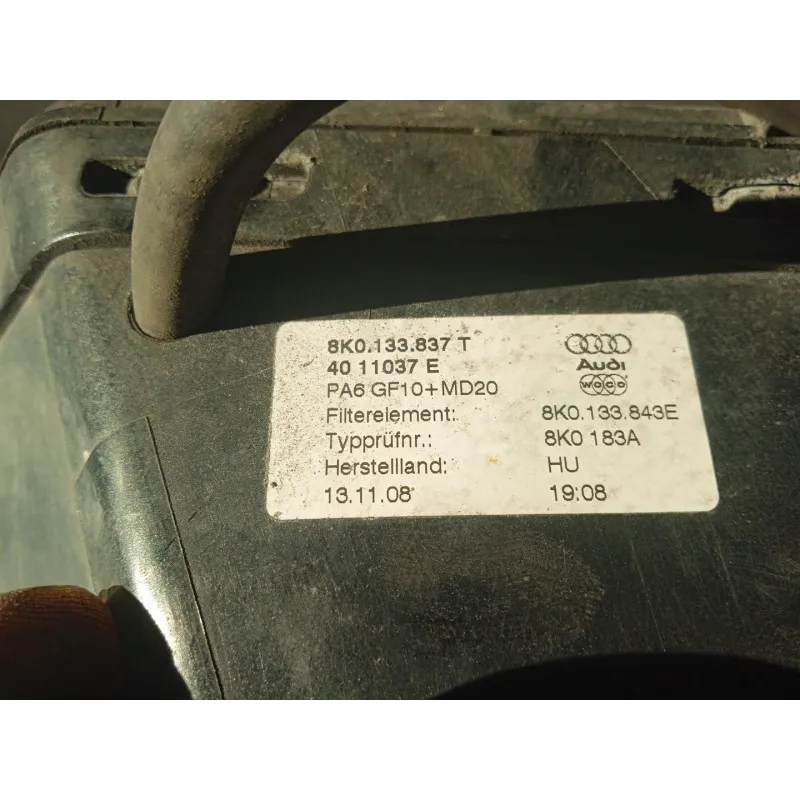 8K0.133.837 T
40 11037 E
Audi
PA6 GF10+MD20
woco
Filterelement: 8K0.133.843E
Typprüfnr.: 8K0 183A
Herstellland: HU
13.11.08 19:08